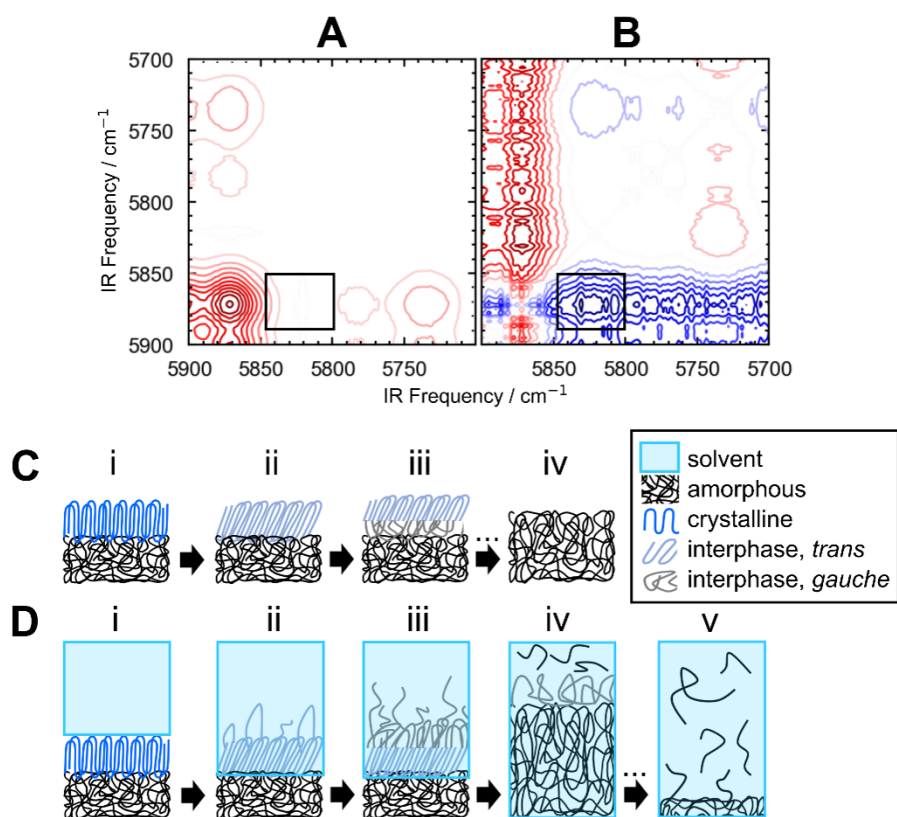 A B
5700
5750
5800
5850
5900
IR Frequency / cm⁻¹
5900 5850 5800 5750
5850 5800 5750 5700
IR Frequency / cm⁻¹
C i ii iii iv
...
solvent
amorphous
crystalline
interphase, trans
interphase, gauche
D i ii iii iv v
...